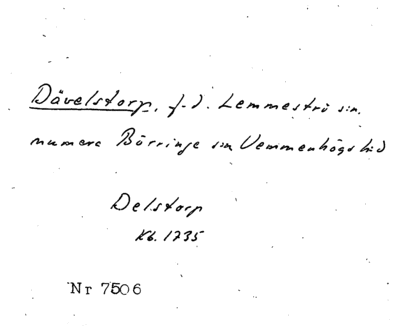 Dävelstorp, f.d. Lemmeströ sn.
numera Börringe sn Vemmenhögs hd
Delstorp
Kb. 1735
Nr 7506